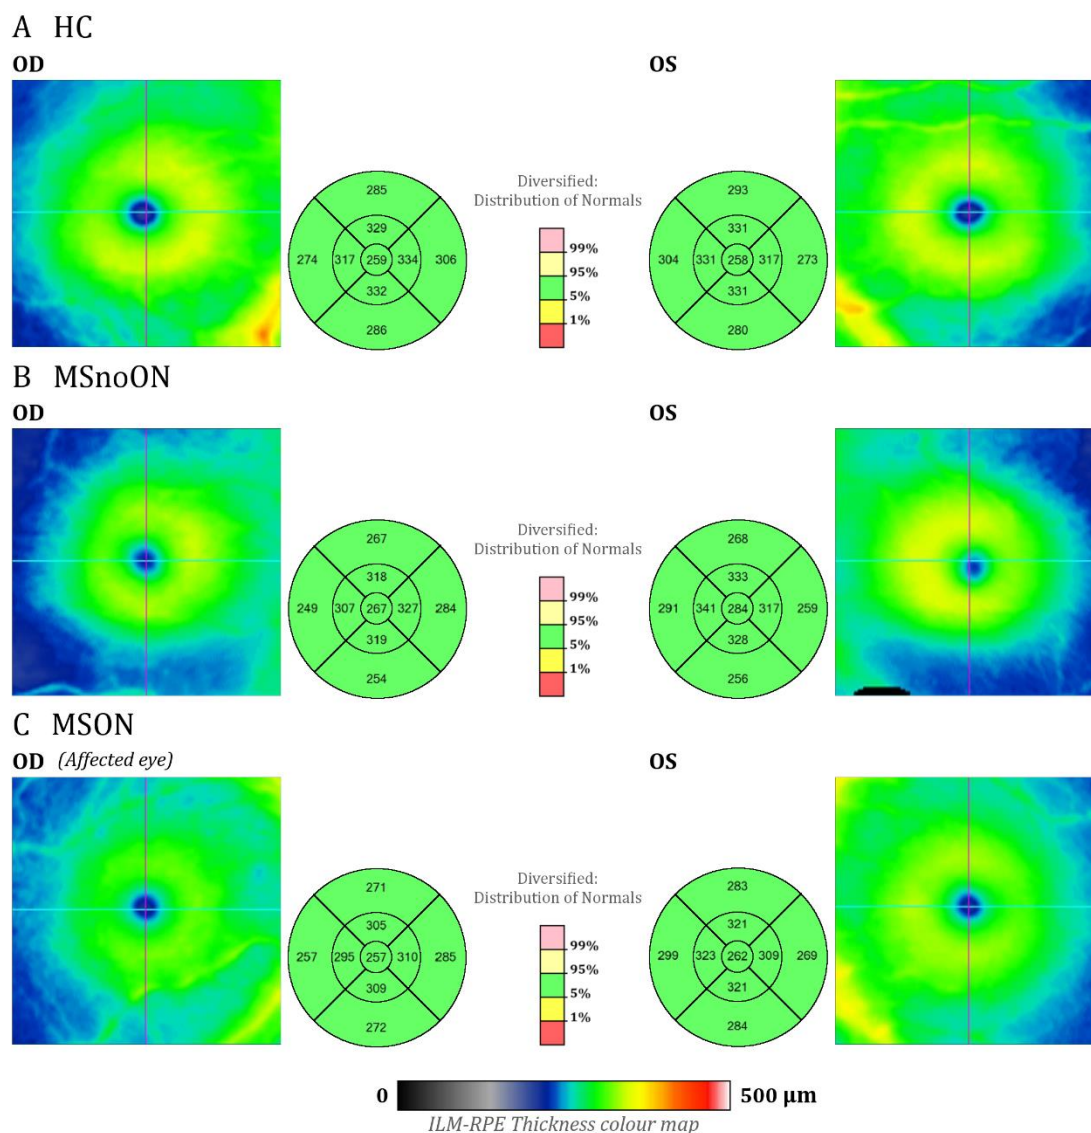 A HC
OD
OS
285
329
274 317 259 334 306
332
286
Diversified:
Distribution of Normals
99%
95%
5%
1%
293
331
304 331 258 317 273
331
280
B MSnoON
OD
OS
267
318
249 307 267 327 284
319
254
Diversified:
Distribution of Normals
99%
95%
5%
1%
268
333
291 341 284 317 259
328
256
C MSON
OD (Affected eye)
OS
271
305
257 295 257 310 285
309
272
Diversified:
Distribution of Normals
99%
95%
5%
1%
283
321
299 323 262 309 269
321
284
0 500 µm
ILM-RPE Thickness colour map